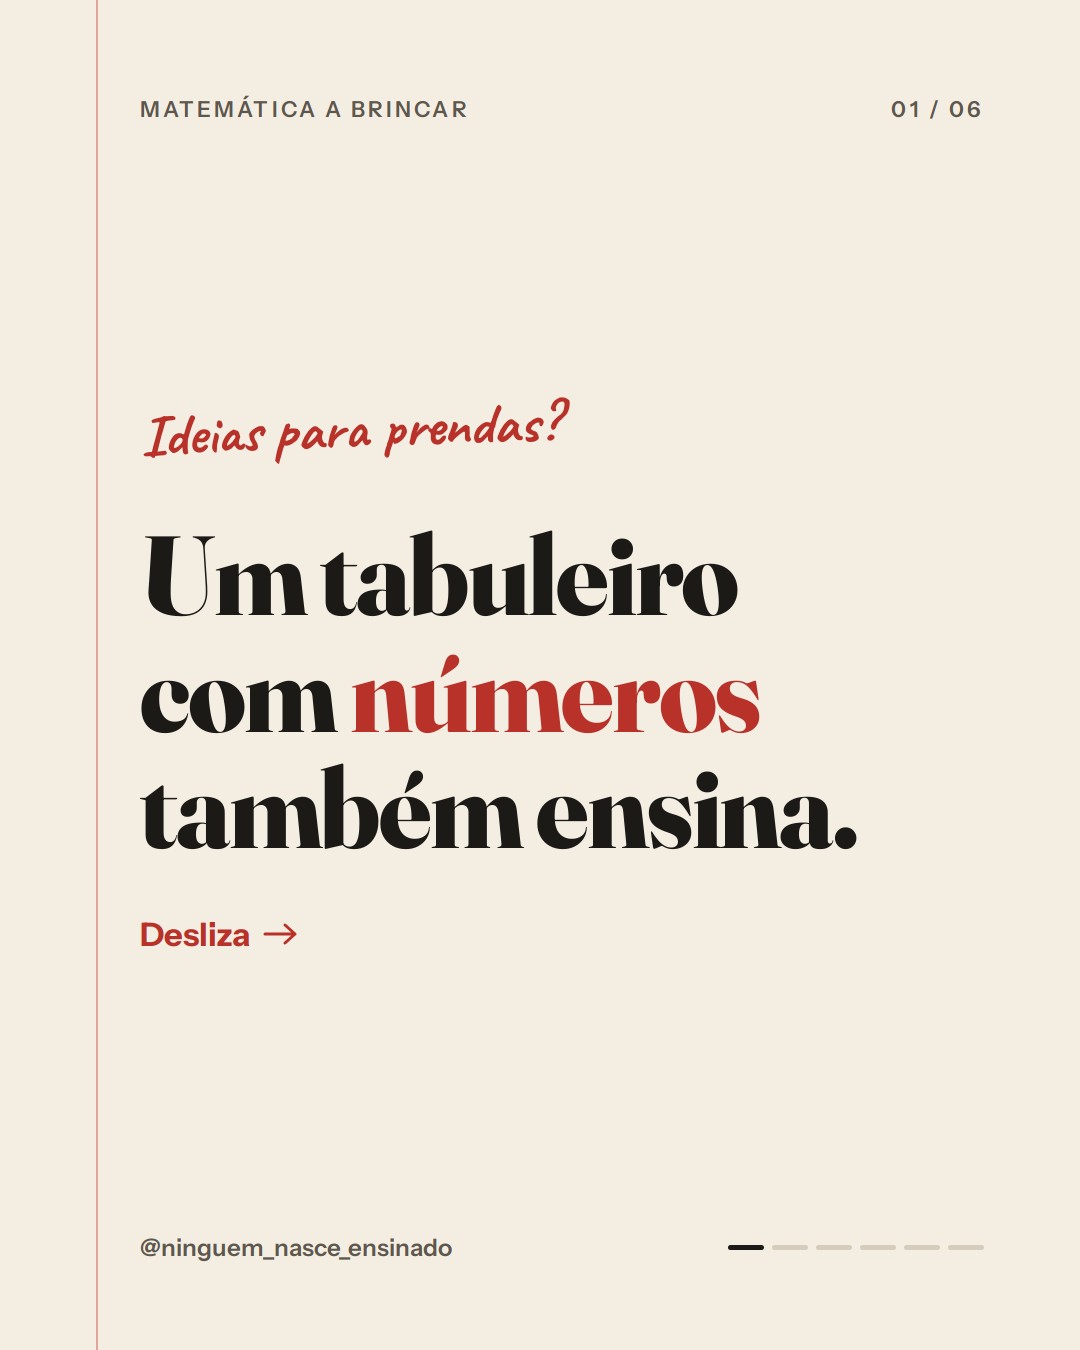 MATEMÁTICA A BRINCAR
01 / 06
Ideias para prendas?
Um tabuleiro
com números
também ensina.
Desliza →
@ninguem_nasce_ensinado